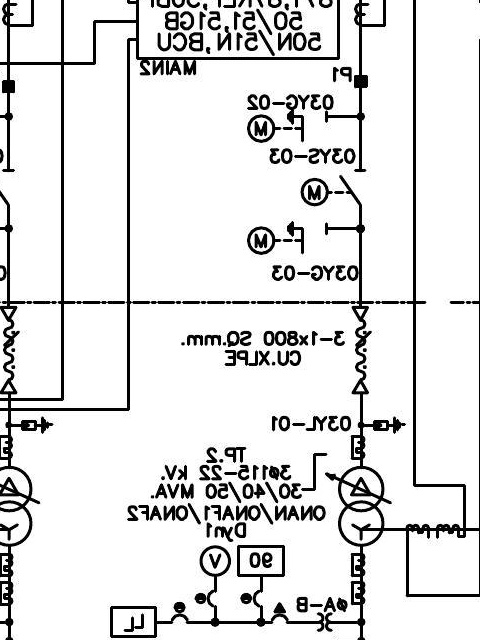 50/51,51GB
50N/51N,BCU
MAIN2
P1
03YG-02
M
03YS-03
M
M
03YG-03
3-1x800 SQ.mm.
CU.XLPE
03YL-01
TP.2
3ø115-22 kV.
30/40/50 MVA.
ONAN/ONAF1/ONAF2
Dyn1
V
90
øA-B
LL